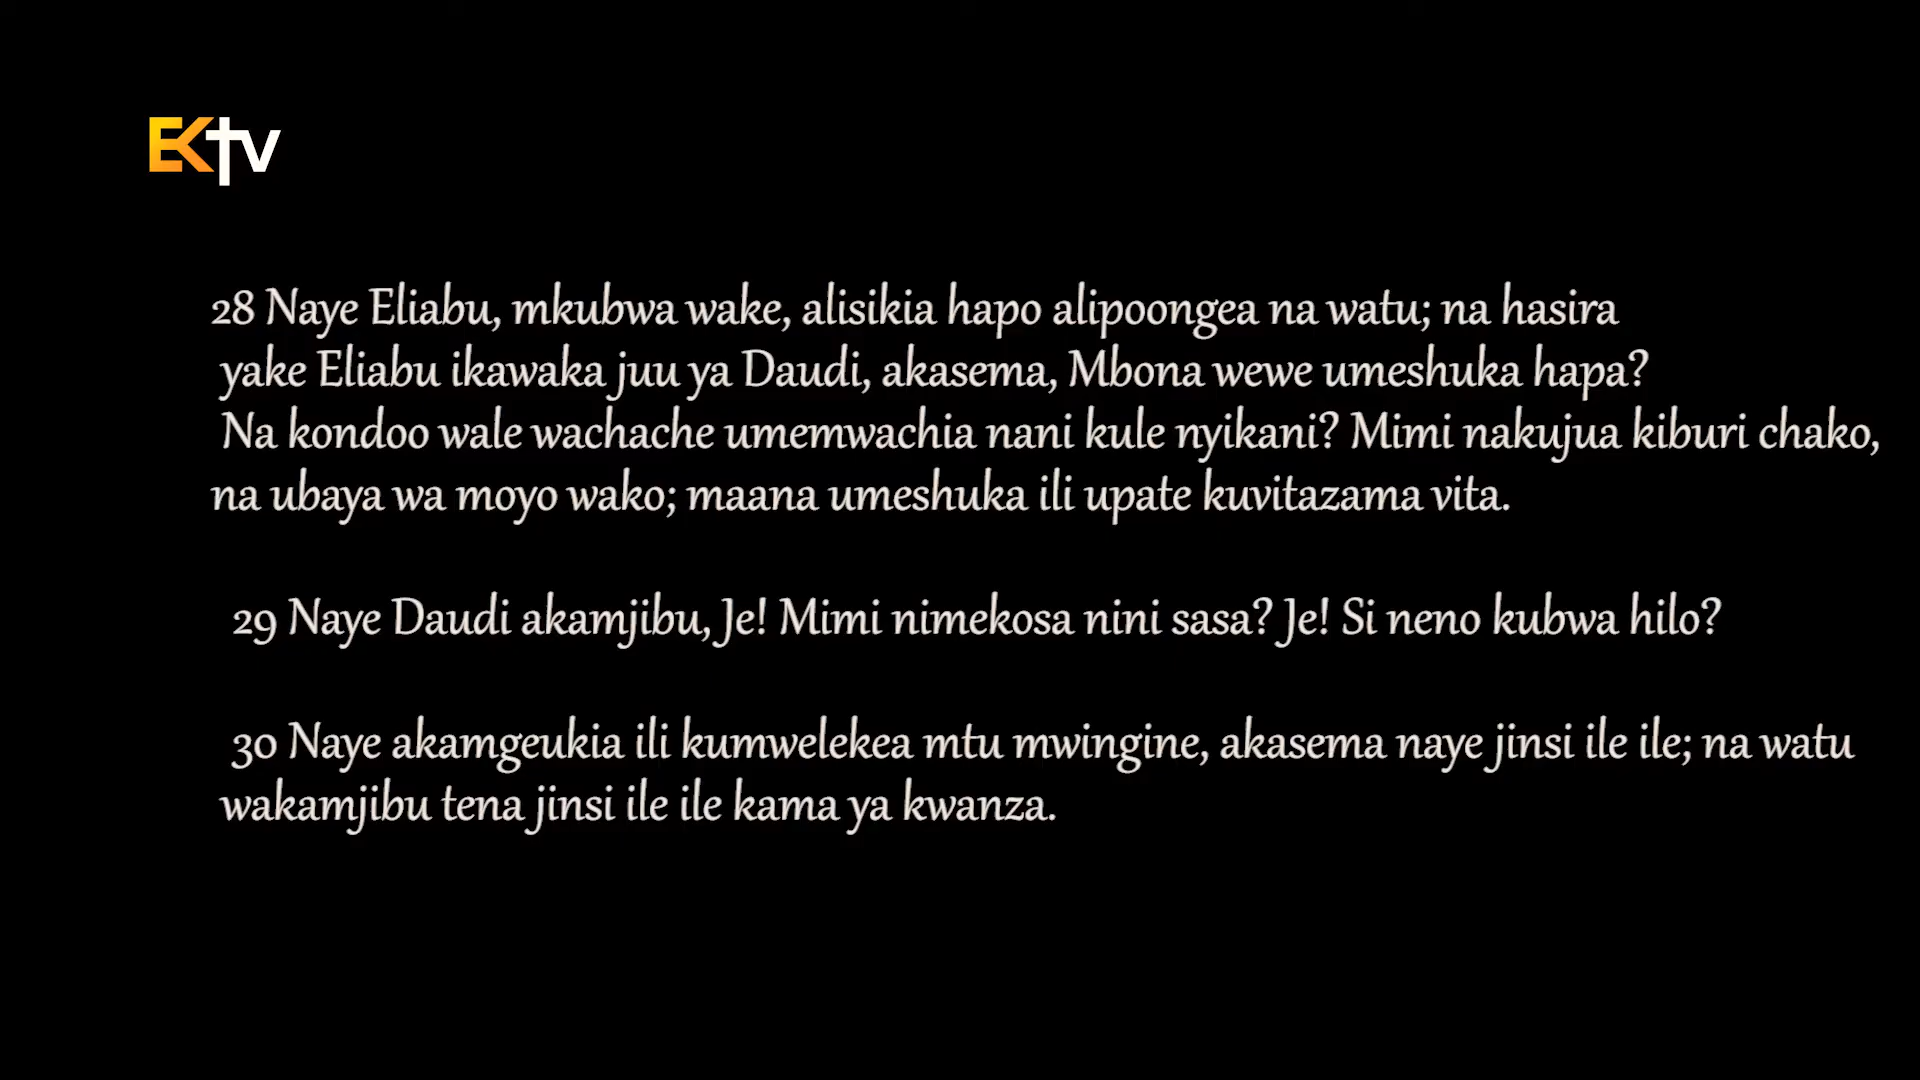 EKTV
28 Naye Eliabu, mkubwa wake, alisikia hapo alipoongea na watu; na hasira
yake Eliabu ikawaka juu ya Daudi, akasema, Mbona wewe umeshuka hapa?
Na kondoo wale wachache umemwachia nani kule nyikani? Mimi nakujua kiburi chako,
na ubaya wa moyo wako; maana umeshuka ili upate kuvitazama vita.
29 Naye Daudi akamjibu, Je! Mimi nimekosa nini sasa? Je! Si neno kubwa hilo?
30 Naye akamgeukia ili kumwelekea mtu mwingine, akasema naye jinsi ile ile; na watu
wakamjibu tena jinsi ile ile kama ya kwanza.